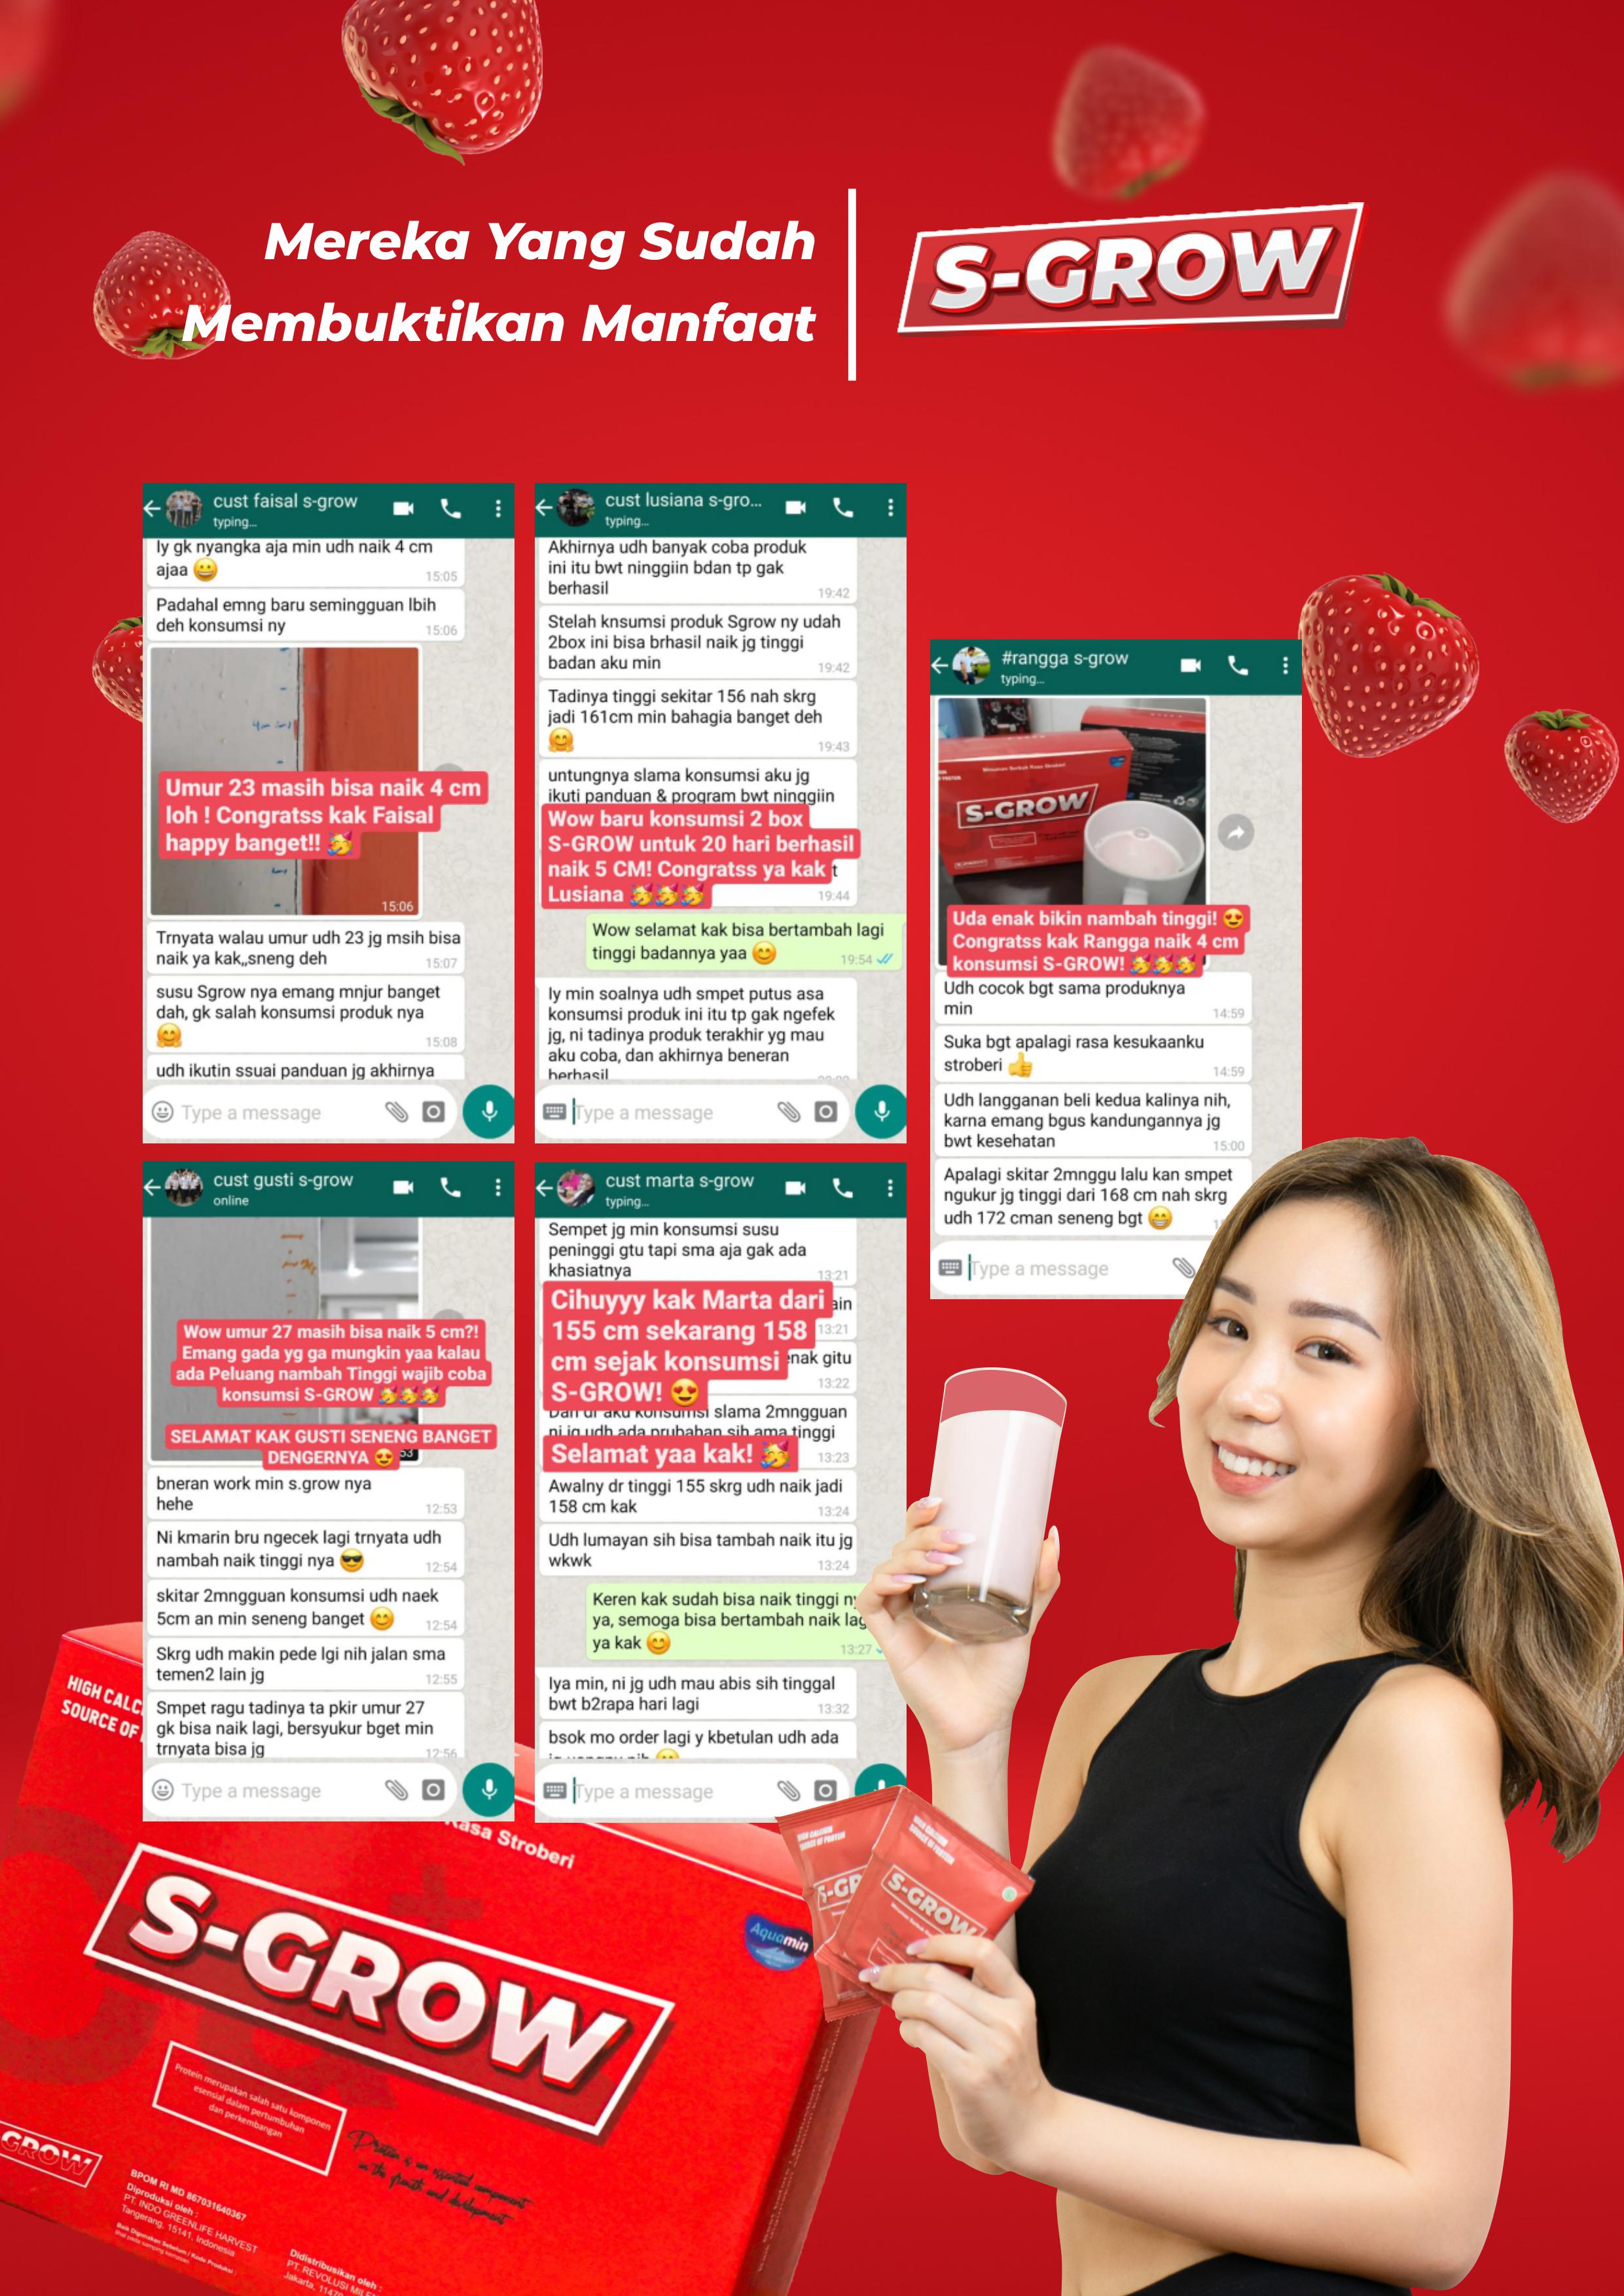 Mereka Yang Sudah
Membuktikan Manfaat
S-GROW
cust faisal s-grow
typing...
Iy gk nyangka aja min udh naik 4 cm
ajaa 😀
15:05
Padahal emng baru semingguan lbih
deh konsumsi ny
15:06
Umur 23 masih bisa naik 4 cm
loh ! Congratss kak Faisal
happy banget!! 🥳
15:06
Trnyata walau umur udh 23 jg msih bisa
naik ya kak,,sneng deh
15:07
susu Sgrow nya emang mnjur banget
dah, gk salah konsumsi produk nya
🤗
15:08
udh ikutin ssuai panduan jg akhirnya
Type a message
cust lusiana s-gro...
typing...
Akhirnya udh banyak coba produk
ini itu bwt ninggiin bdan tp gak
berhasil
19:42
Stelah knsumsi produk Sgrow ny udah
2box ini bisa brhasil naik jg tinggi
badan aku min
19:42
Tadinya tinggi sekitar 156 nah skrg
jadi 161cm min bahagia banget deh
🤗
19:43
untungnya slama konsumsi aku jg
ikuti panduan & program bwt ninggiin
Wow baru konsumsi 2 box
S-GROW untuk 20 hari berhasil
naik 5 CM! Congratss ya kak
Lusiana 🥳🥳🥳
19:44
Wow selamat kak bisa bertambah lagi
tinggi badannya yaa 😊
19:54
Iy min soalnya udh smpet putus asa
konsumsi produk ini itu tp gak ngefek
jg, ni tadinya produk terakhir yg mau
aku coba, dan akhirnya beneran
berhasil
Type a message
#rangga s-grow
typing...
Minuman Serbuk Rasa Stroberi
S-GROW
Uda enak bikin nambah tinggi! 😍
Congratss kak Rangga naik 4 cm
konsumsi S-GROW! 🥳🥳🥳
Udh cocok bgt sama produknya
min
14:59
Suka bgt apalagi rasa kesukaanku
stroberi 👍
14:59
Udh langganan beli kedua kalinya nih,
karna emang bgus kandungannya jg
bwt kesehatan
15:00
Apalagi skitar 2mnggu lalu kan smpet
ngukur jg tinggi dari 168 cm nah skrg
udh 172 cman seneng bgt 😁
Type a message
cust gusti s-grow
online
Wow umur 27 masih bisa naik 5 cm?!
Emang gada yg ga mungkin yaa kalau
ada Peluang nambah Tinggi wajib coba
konsumsi S-GROW 🥳🥳🥳
SELAMAT KAK GUSTI SENENG BANGET
DENGERNYA 😍
bneran work min s.grow nya
hehe
12:53
Ni kmarin bru ngecek lagi trnyata udh
nambah naik tinggi nya 😎
12:54
skitar 2mngguan konsumsi udh naek
5cm an min seneng banget 😊
12:54
Skrg udh makin pede lgi nih jalan sma
temen2 lain jg
12:55
Smpet ragu tadinya ta pkir umur 27
gk bisa naik lagi, bersyukur bget min
trnyata bisa jg
12:56
Type a message
cust marta s-grow
typing...
Sempet jg min konsumsi susu
peninggi gtu tapi sma aja gak ada
khasiatnya
13:21
Cihuyyy kak Marta dari
155 cm sekarang 158
cm sejak konsumsi
S-GROW! 😍
ain
13:21
enak gitu
13:22
Dan di aku konsumsi slama 2mngguan
ni jg udh ada prubahan sih ama tinggi
Selamat yaa kak! 🥳
13:23
Awalny dr tinggi 155 skrg udh naik jadi
158 cm kak
13:24
Udh lumayan sih bisa tambah naik itu jg
wkwk
13:24
Keren kak sudah bisa naik tinggi ny
ya, semoga bisa bertambah naik lag
ya kak 😊
13:27
Iya min, ni jg udh mau abis sih tinggal
bwt b2rapa hari lagi
13:32
bsok mo order lagi y kbetulan udh ada
Type a message
HIGH CALC
SOURCE OF
Rasa Stroberi
S-GROW
Aquamin
Protein merupakan salah satu komponen
esensial dalam pertumbuhan
dan perkembangan
Protein is an essential component
in the growth and development
GROW
BPOM RI MD 867031640367
Diproduksi oleh :
PT. INDO GREENLIFE HARVEST
Tangerang, 15141, Indonesia
Didistribusikan oleh :
PT. REVOLUSI
Jakarta,
HIGH CALCIUM
SOURCE OF PROTEIN
S-GR
HIGH CALCIUM
SOURCE OF PROTEIN
S-GROW